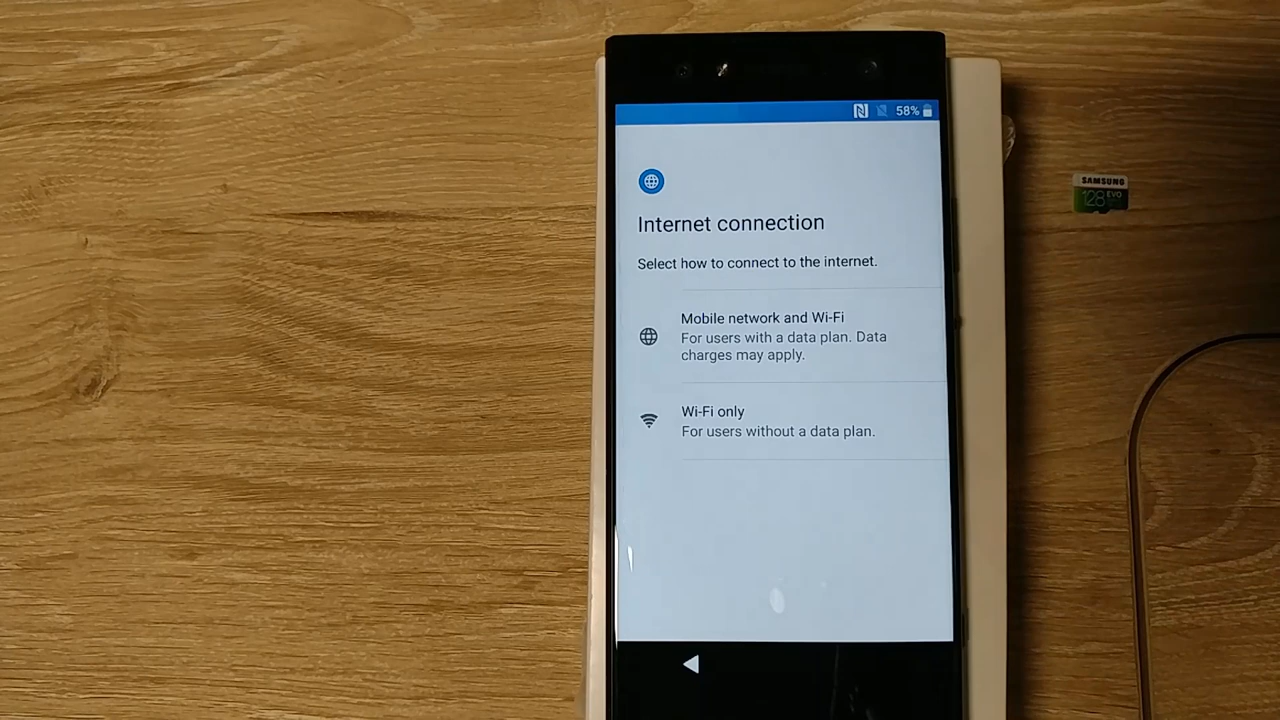 58%
Internet connection
Select how to connect to the internet.
Mobile network and Wi-Fi
For users with a data plan. Data
charges may apply.
Wi-Fi only
For users without a data plan.
SAMSUNG
128 EVO